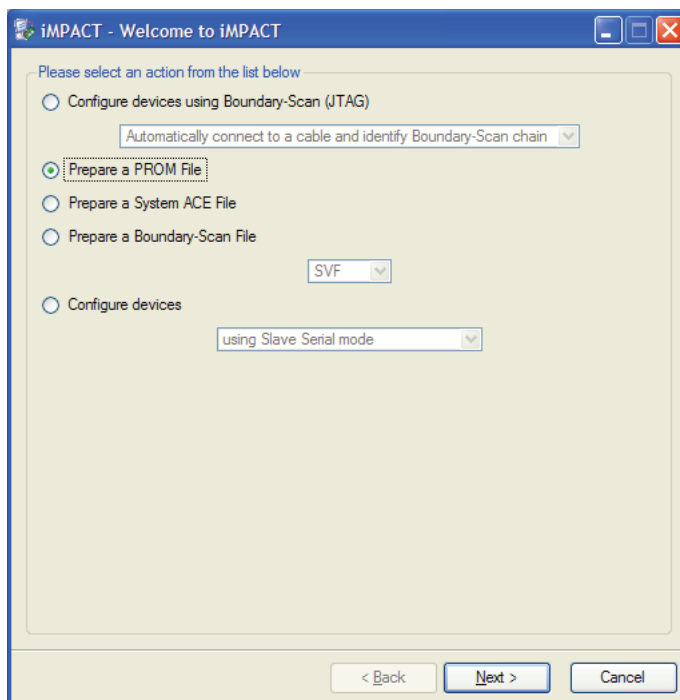 iMPACT - Welcome to iMPACT
Please select an action from the list below
Configure devices using Boundary-Scan (JTAG)
Automatically connect to a cable and identify Boundary-Scan chain
Prepare a PROM File
Prepare a System ACE File
Prepare a Boundary-Scan File
SVF
Configure devices
using Slave Serial mode
< Back Next > Cancel